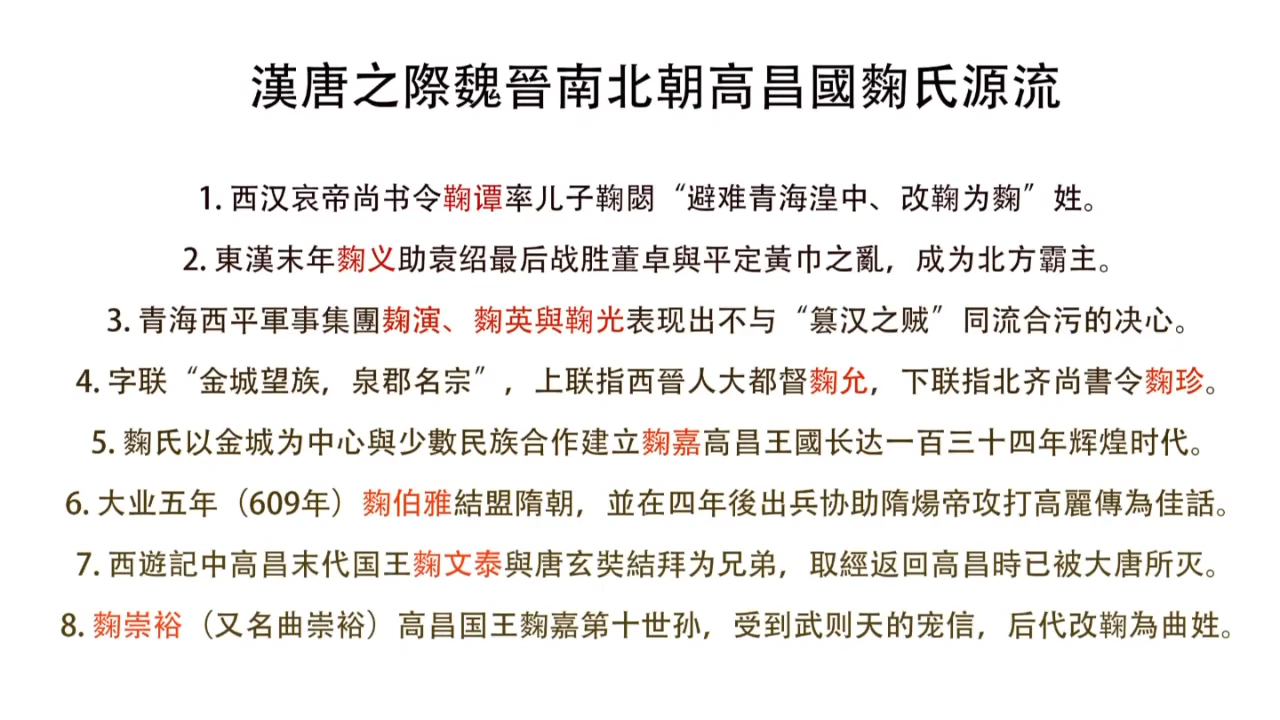 漢唐之際魏晉南北朝高昌國麴氏源流
1. 西汉哀帝尚书令鞠谭率儿子鞠閟“避难青海湟中、改鞠为麴”姓。
2. 東漢末年麴义助袁绍最后战胜董卓與平定黃巾之亂，成为北方霸主。
3. 青海西平軍事集團麹演、麴英與鞠光表现出不与“篡汉之贼”同流合污的决心。
4. 字联“金城望族，泉郡名宗”，上联指西晉人大都督麴允，下联指北齐尚書令麴珍。
5. 麴氏以金城为中心與少數民族合作建立麴嘉高昌王國长达一百三十四年辉煌时代。
6. 大业五年（609年）麴伯雅結盟隋朝，並在四年後出兵协助隋煬帝攻打高麗傳為佳話。
7. 西遊記中高昌末代国王麴文泰與唐玄奘結拜为兄弟，取經返回高昌時已被大唐所灭。
8. 麴崇裕（又名曲崇裕）高昌国王麴嘉第十世孙，受到武则天的宠信，后代改鞠為曲姓。